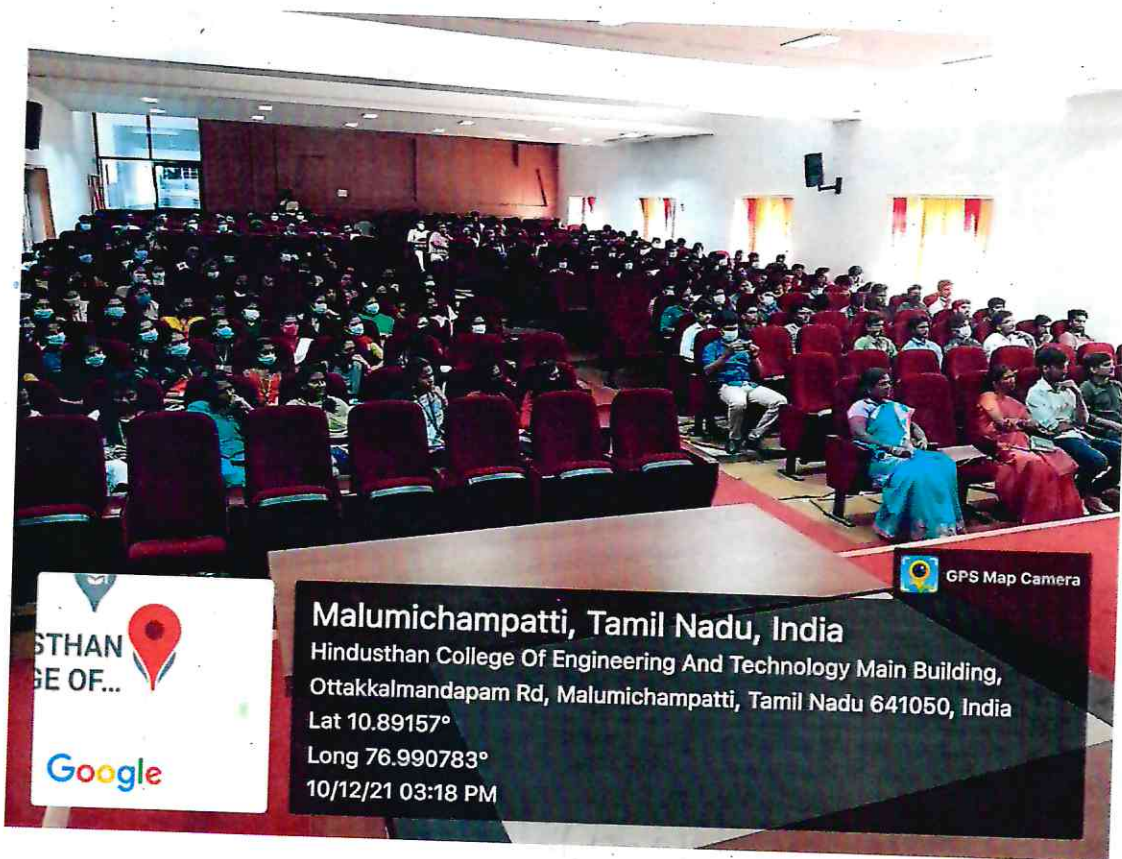 STHAN
GE OF...
Google
GPS Map Camera
Malumichampatti, Tamil Nadu, India
Hindusthan College Of Engineering And Technology Main Building,
Ottakkalmandapam Rd, Malumichampatti, Tamil Nadu 641050, India
Lat 10.89157°
Long 76.990783°
10/12/21 03:18 PM